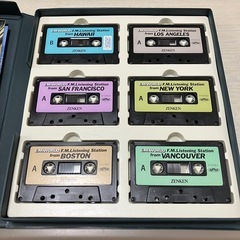 F.M. Listening Station
from HAWAII
B
ZENKEN
F.M. Listening Station
from LOS ANGELES
A
ZENKEN
F.M. Listening Station
from SAN FRANCISCO
A
ZENKEN
F.M. Listening Station
from NEW YORK
A
ZENKEN
F.M. Listening Station
from BOSTON
A
ZENKEN
F.M. Listening Station
from VANCOUVER
A
ZENKEN